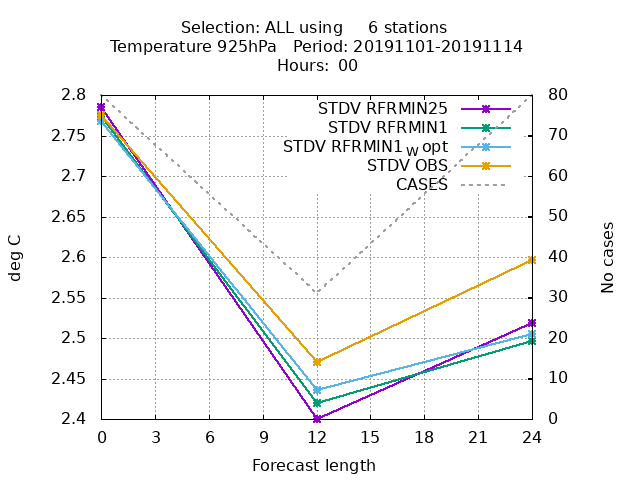 Selection: ALL using     6 stations
Temperature 925hPa   Period: 20191101-20191114
Hours:  00
2.8
2.75
2.7
2.65
2.6
2.55
2.5
2.45
2.4
deg C
STDV RFRMIN25
STDV RFRMIN1
STDV RFRMIN1_W opt
STDV OBS
CASES
80
70
60
50
40
30
20
10
0
No cases
0 3 6 9 12 15 18 21 24
Forecast length